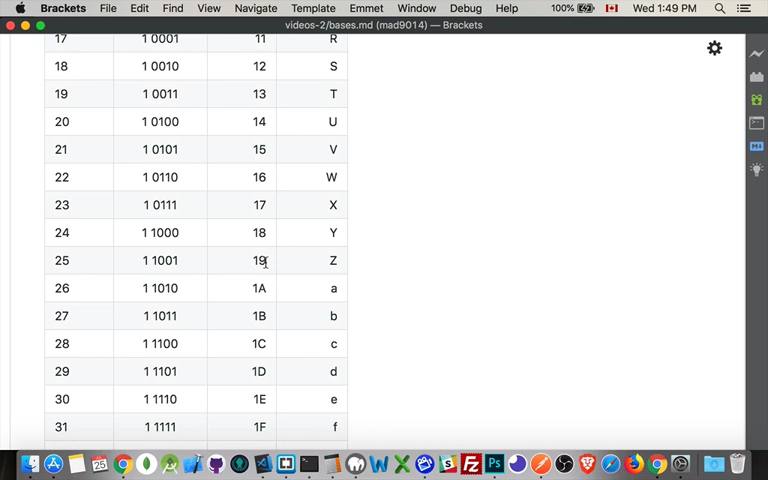 Brackets File Edit Find View Navigate Template Emmet Window Debug Help 100% Wed 1:49 PM
videos-2/bases.md (mad9014) — Brackets
17 1 0001 11 R
18 1 0010 12 S
19 1 0011 13 T
20 1 0100 14 U
21 1 0101 15 V
22 1 0110 16 W
23 1 0111 17 X
24 1 1000 18 Y
25 1 1001 19 Z
26 1 1010 1A a
27 1 1011 1B b
28 1 1100 1C c
29 1 1101 1D d
30 1 1110 1E e
31 1 1111 1F f
25 W X Fz Ps